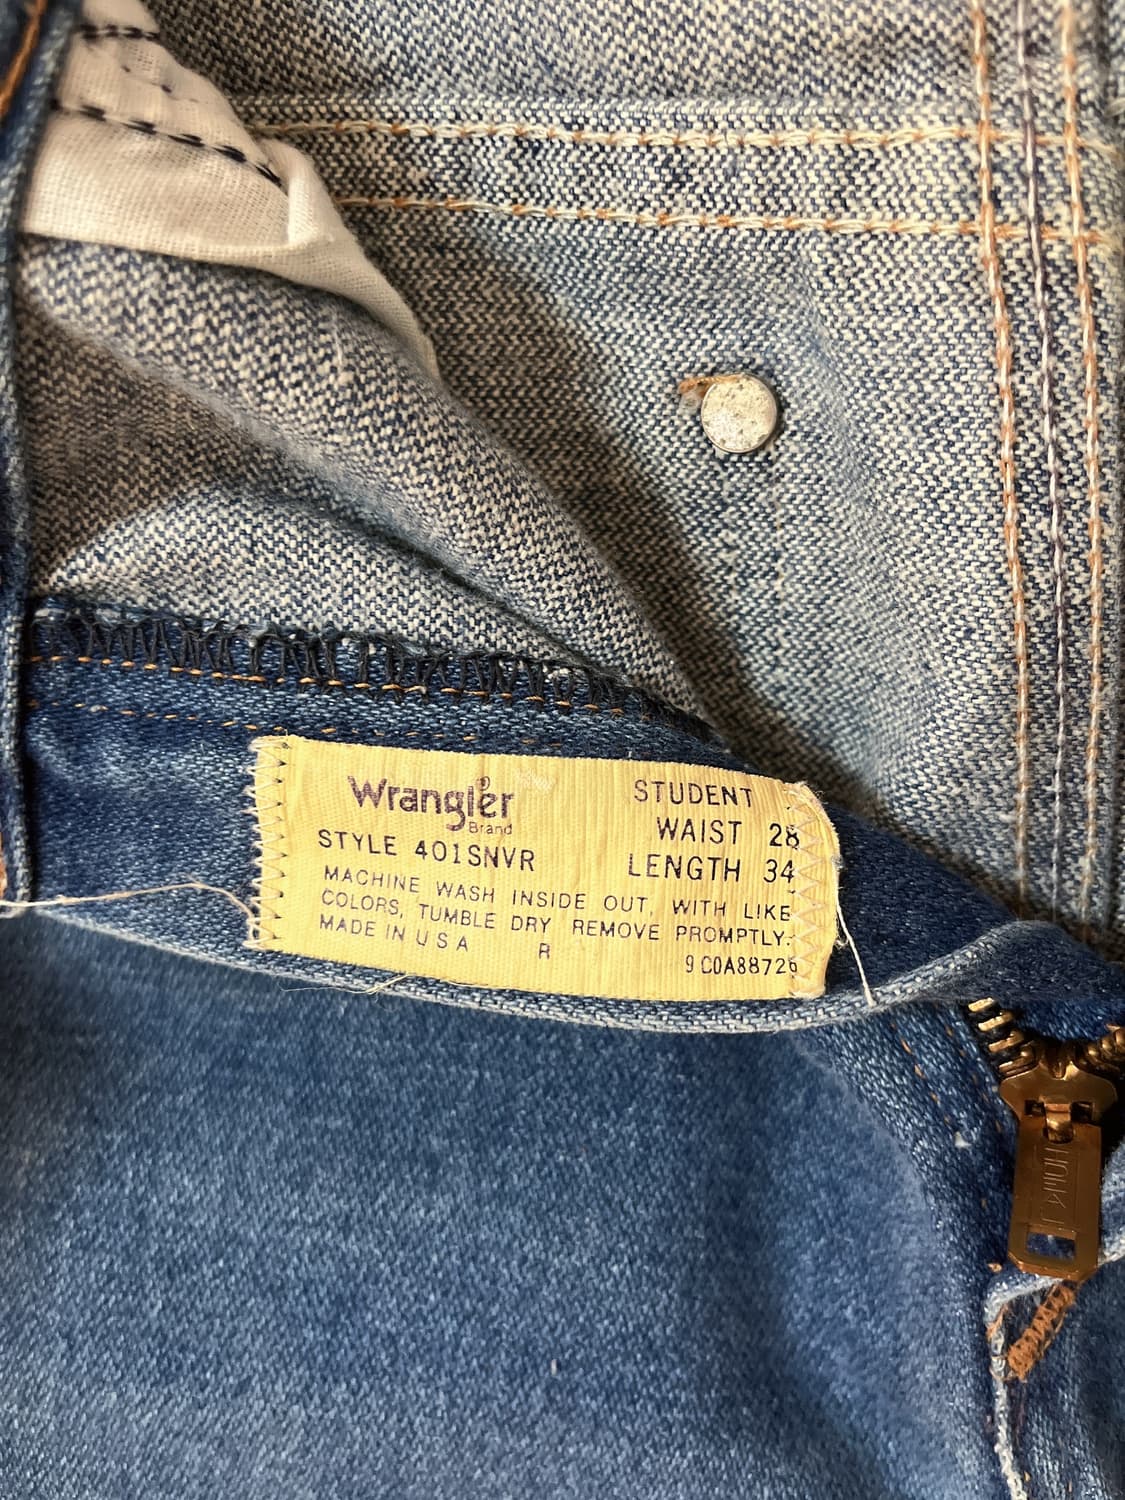 Wrangler
Brand
STYLE 401SNVR
STUDENT
WAIST 28
LENGTH 34
MACHINE WASH INSIDE OUT, WITH LIKE
COLORS, TUMBLE DRY REMOVE PROMPTLY.
MADE IN U S A R
9 C0A88726